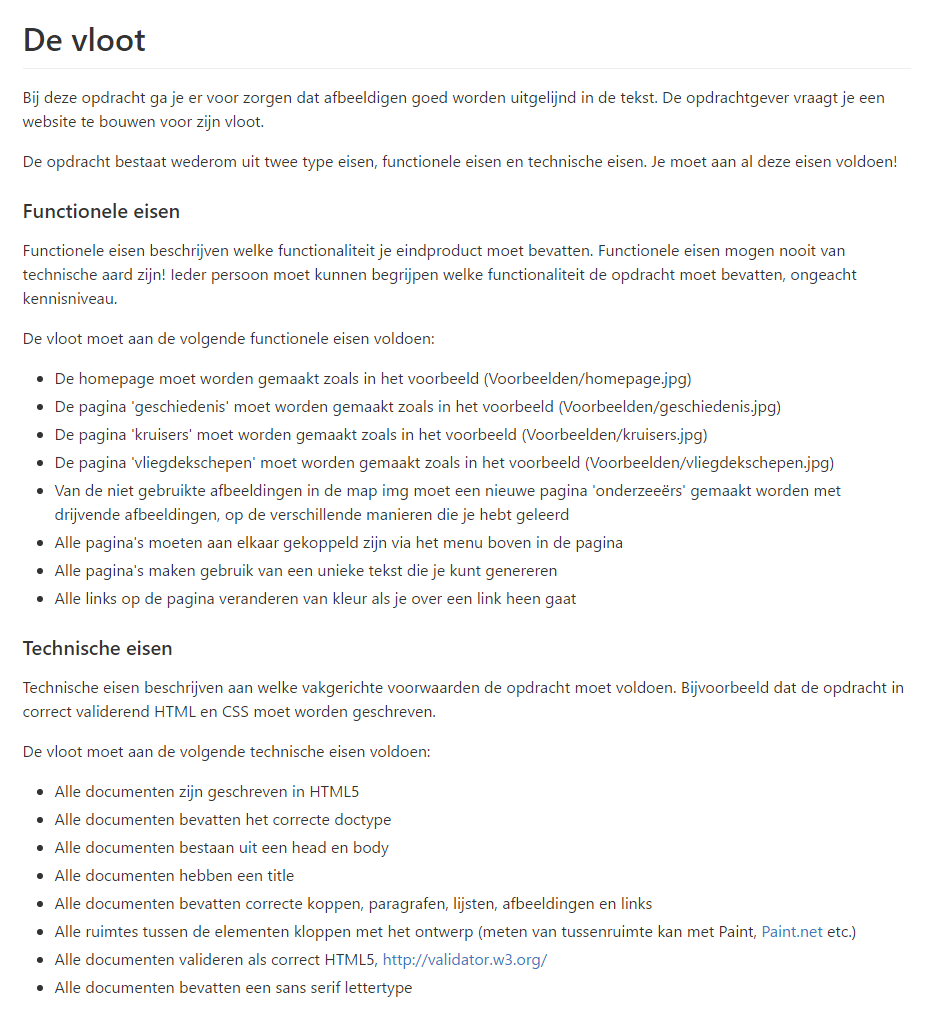 De vloot
Bij deze opdracht ga je er voor zorgen dat afbeeldigen goed worden uitgelijnd in de tekst. De opdrachtgever vraagt je een
website te bouwen voor zijn vloot.
De opdracht bestaat wederom uit twee type eisen, functionele eisen en technische eisen. Je moet aan al deze eisen voldoen!
Functionele eisen
Functionele eisen beschrijven welke functionaliteit je eindproduct moet bevatten. Functionele eisen mogen nooit van
technische aard zijn! Ieder persoon moet kunnen begrijpen welke functionaliteit de opdracht moet bevatten, ongeacht
kennisniveau.
De vloot moet aan de volgende functionele eisen voldoen:
• De homepage moet worden gemaakt zoals in het voorbeeld (Voorbeelden/homepage.jpg)
• De pagina 'geschiedenis' moet worden gemaakt zoals in het voorbeeld (Voorbeelden/geschiedenis.jpg)
• De pagina 'kruisers' moet worden gemaakt zoals in het voorbeeld (Voorbeelden/kruisers.jpg)
• De pagina 'vliegdekschepen' moet worden gemaakt zoals in het voorbeeld (Voorbeelden/vliegdekschepen.jpg)
• Van de niet gebruikte afbeeldingen in de map img moet een nieuwe pagina 'onderzeeërs' gemaakt worden met
drijvende afbeeldingen, op de verschillende manieren die je hebt geleerd
• Alle pagina's moeten aan elkaar gekoppeld zijn via het menu boven in de pagina
• Alle pagina's maken gebruik van een unieke tekst die je kunt genereren
• Alle links op de pagina veranderen van kleur als je over een link heen gaat
Technische eisen
Technische eisen beschrijven aan welke vakgerichte voorwaarden de opdracht moet voldoen. Bijvoorbeeld dat de opdracht in
correct validerend HTML en CSS moet worden geschreven.
De vloot moet aan de volgende technische eisen voldoen:
• Alle documenten zijn geschreven in HTML5
• Alle documenten bevatten het correcte doctype
• Alle documenten bestaan uit een head en body
• Alle documenten hebben een title
• Alle documenten bevatten correcte koppen, paragrafen, lijsten, afbeeldingen en links
• Alle ruimtes tussen de elementen kloppen met het ontwerp (meten van tussenruimte kan met Paint, Paint.net etc.)
• Alle documenten valideren als correct HTML5, http://validator.w3.org/
• Alle documenten bevatten een sans serif lettertype